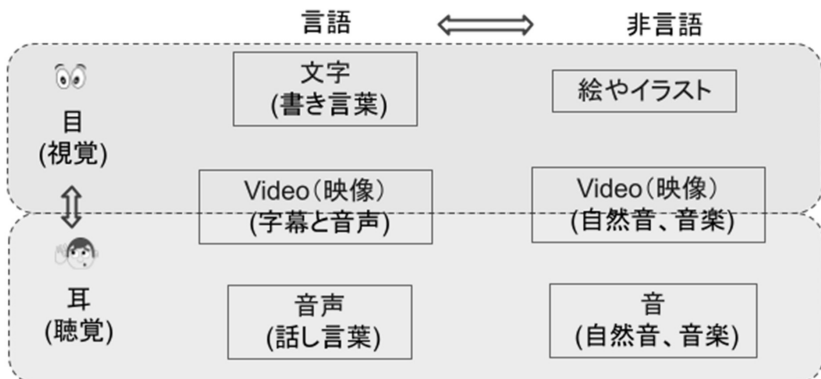 言語
非言語
文字
(書き言葉)
絵やイラスト
目
(視覚)
Video(映像)
(字幕と音声)
Video(映像)
(自然音、音楽)
耳
(聴覚)
音声
(話し言葉)
音
(自然音、音楽)